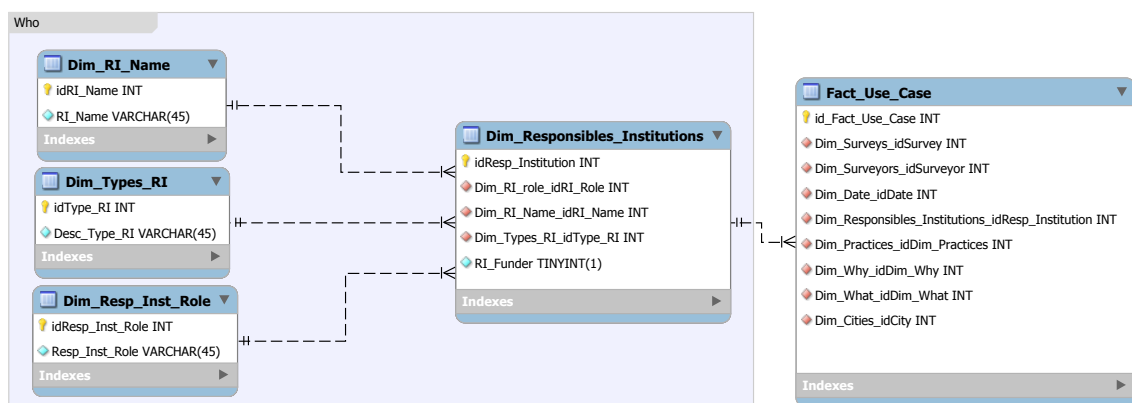 Who
Dim_RI_Name
idRI_Name INT
RI_Name VARCHAR(45)
Indexes
Dim_Types_RI
idType_RI INT
Desc_Type_RI VARCHAR(45)
Indexes
Dim_Resp_Inst_Role
idResp_Inst_Role INT
Resp_Inst_Role VARCHAR(45)
Indexes
Dim_Responsibles_Institutions
idResp_Institution INT
Dim_RI_role_idRI_Role INT
Dim_RI_Name_idRI_Name INT
Dim_Types_RI_idType_RI INT
RI_Funder TINYINT(1)
Indexes
Fact_Use_Case
id_Fact_Use_Case INT
Dim_Surveys_idSurvey INT
Dim_Surveyors_idSurveyor INT
Dim_Date_idDate INT
Dim_Responsibles_Institutions_idResp_Institution INT
Dim_Practices_idDim_Practices INT
Dim_Why_idDim_Why INT
Dim_What_idDim_What INT
Dim_Cities_idCity INT
Indexes